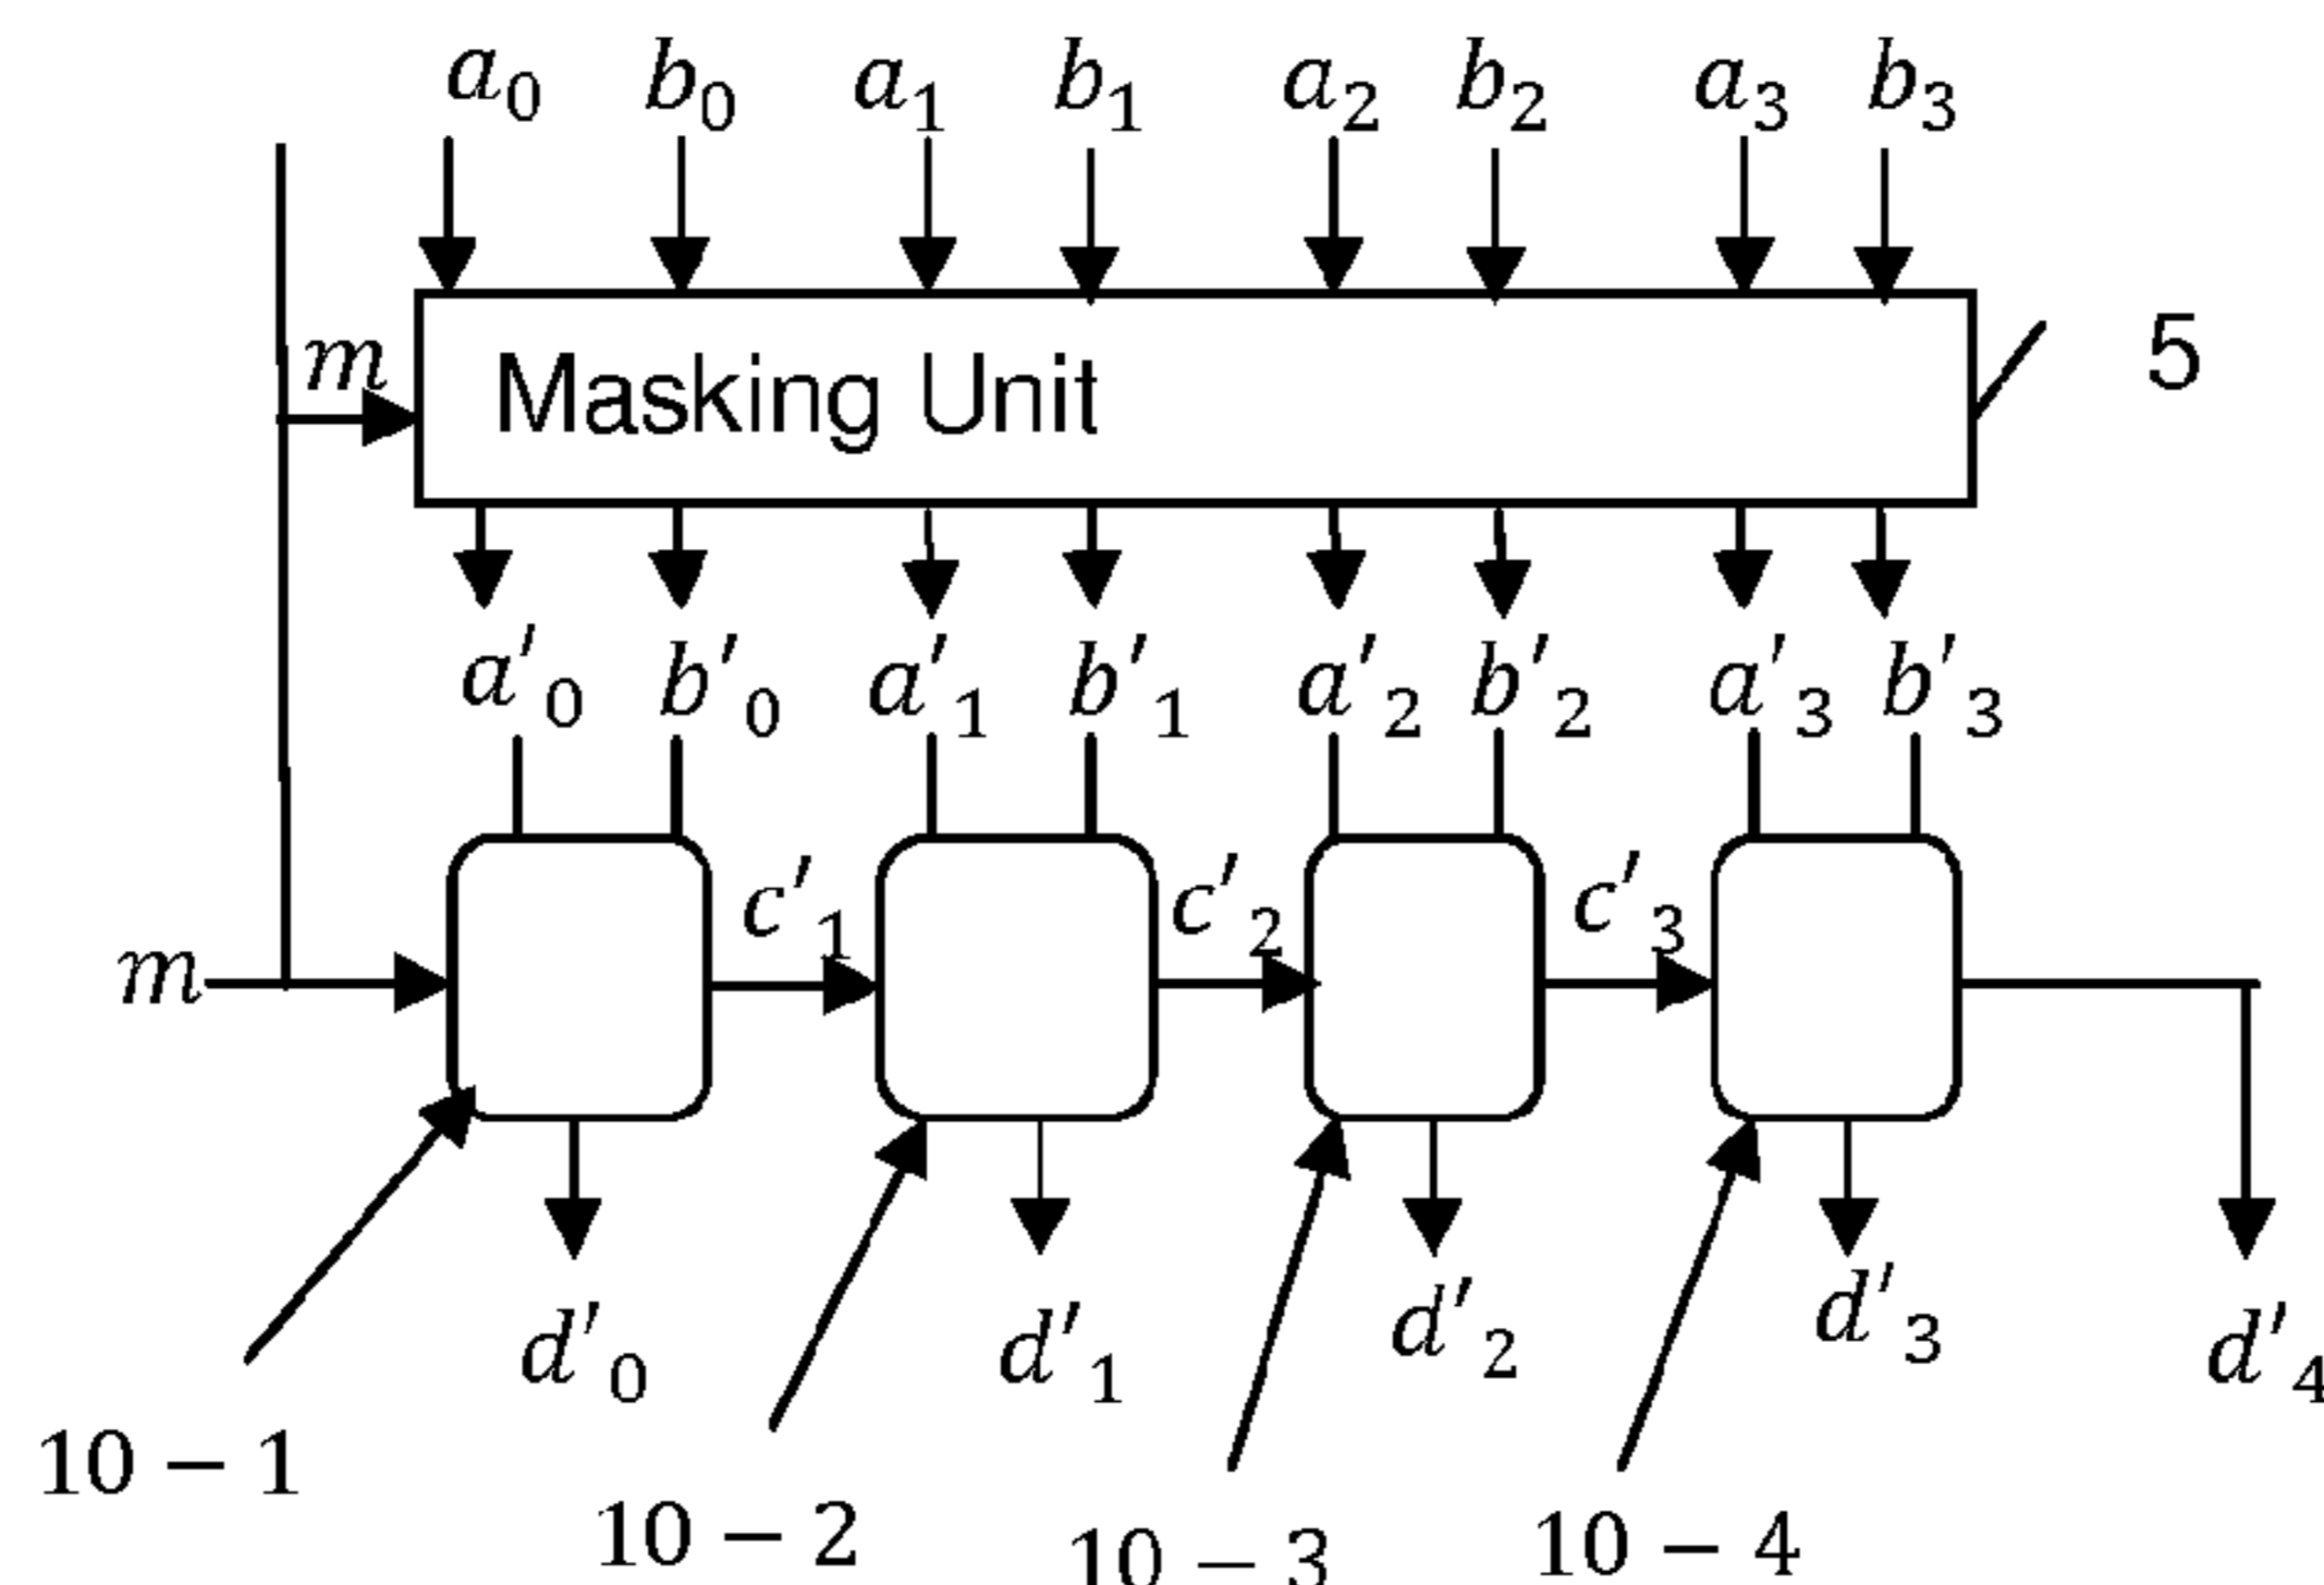 a₀ b₀ a₁ b₁ a₂ b₂ a₃ b₃
m Masking Unit 5
a′₀ b′₀ a′₁ b′₁ a′₂ b′₂ a′₃ b′₃
c′₁ c′₂ c′₃
m
d′₀ d′₁ d′₂ d′₃ d′₄
10 − 1 10 − 2 10 − 3 10 − 4